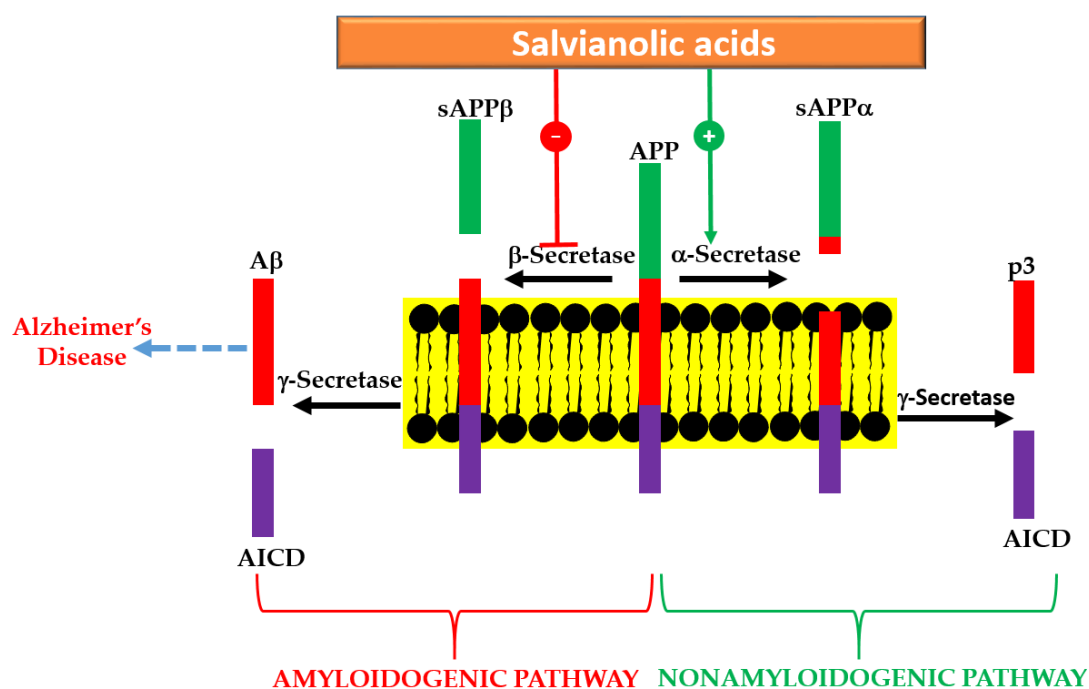 Salvianolic acids
sAPPβ
−
+
sAPPα
APP
β-Secretase
α-Secretase
Aβ
p3
Alzheimer's
Disease
γ-Secretase
γ-Secretase
AICD
AICD
AMYLOIDOGENIC PATHWAY
NONAMYLOIDOGENIC PATHWAY